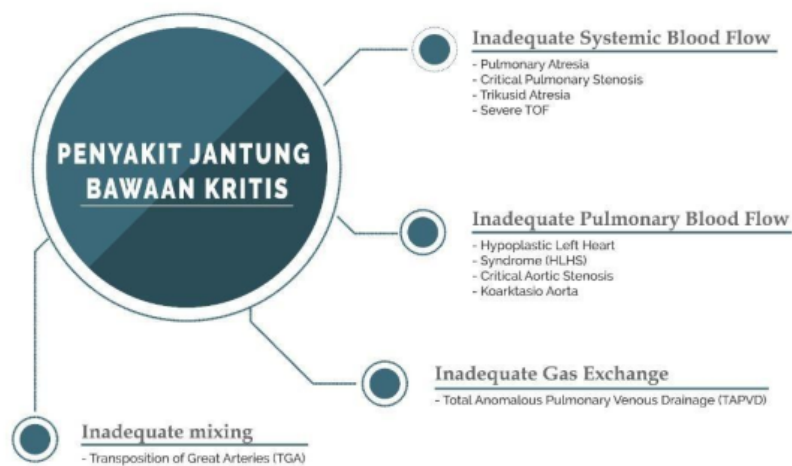 PENYAKIT JANTUNG
BAWAAN KRITIS
Inadequate Systemic Blood Flow
- Pulmonary Atresia
- Critical Pulmonary Stenosis
- Trikusid Atresia
- Severe TOF
Inadequate Pulmonary Blood Flow
- Hypoplastic Left Heart
- Syndrome (HLHS)
- Critical Aortic Stenosis
- Koarktasio Aorta
Inadequate Gas Exchange
- Total Anomalous Pulmonary Venous Drainage (TAPVD)
Inadequate mixing
- Transposition of Great Arteries (TGA)